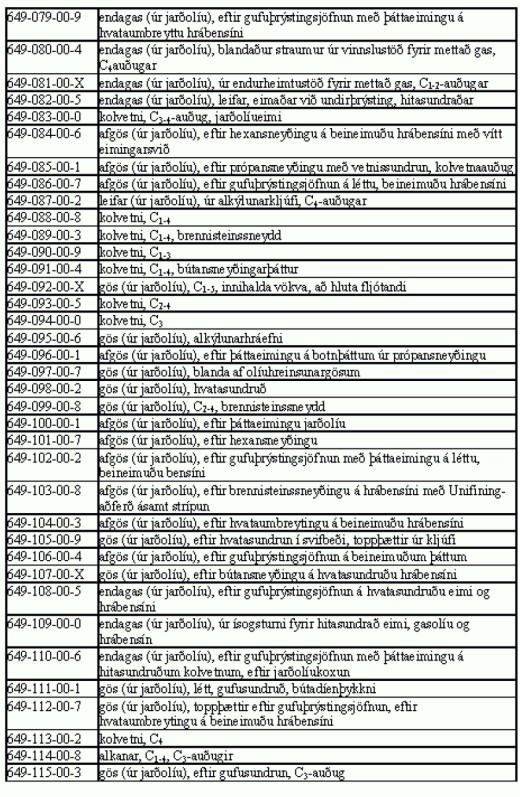 649-079-00-9 endagas (úr jarðolíu), eftir gufuþrýstingsjöfnun með þáttaeimingu á
hvataumbreyttu hrábensíni
649-080-00-4 endagas (úr jarðolíu), blandaður straumur úr vinnslustöð fyrir mettað gas,
C4auðugar
649-081-00-X endagas (úr jarðolíu), úr endurheimtustöð fyrir mettað gas, C1-2-auðugar
649-082-00-5 endagas (úr jarðolíu), leifar, eimaðar við undirþrýsting, hitasundraðar
649-083-00-0 kolvetni, C3-4-auðug, jarðolíueimi
649-084-00-6 afgös (úr jarðolíu), eftir hexansneyðingu á beineimuðu hrábensíni með vítt
eimingarsvið
649-085-00-1 afgös (úr jarðolíu), eftir própansneyðingu með vetnissundrun, kolvetnaauðug
649-086-00-7 afgös (úr jarðolíu), eftir gufuþrýstingsjöfnun á léttu, beineimuðu hrábensíni
649-087-00-2 leifar (úr jarðolíu), úr alkýlunarkljúfi, C4-auðugar
649-088-00-8 kolvetni, C1-4
649-089-00-3 kolvetni, C1-4, brennisteinssneydd
649-090-00-9 kolvetni, C1-3
649-091-00-4 kolvetni, C1-4, bútansneyðingarþáttur
649-092-00-X gös (úr jarðolíu), C1-5, innihalda vökva, að hluta fljótandi
649-093-00-5 kolvetni, C2-4
649-094-00-0 kolvetni, C3
649-095-00-6 gös (úr jarðolíu), alkýlunarhráefni
649-096-00-1 afgös (úr jarðolíu), eftir þáttaeimingu á botnþáttum úr própansneyðingu
649-097-00-7 gös (úr jarðolíu), blanda af olíuhreinsunargösum
649-098-00-2 gös (úr jarðolíu), hvatasundruð
649-099-00-8 gös (úr jarðolíu), C2-4, brennisteinssneydd
649-100-00-1 afgös (úr jarðolíu), eftir þáttaeimingu jarðolíu
649-101-00-7 afgös (úr jarðolíu), eftir hexansneyðingu
649-102-00-2 afgös (úr jarðolíu), eftir gufuþrýstingsjöfnun með þáttaeimingu á léttu,
beineimuðu bensíni
649-103-00-8 afgös (úr jarðolíu), eftir brennisteinssneyðingu á hrábensíni með Unifining-
aðferð ásamt strípun
649-104-00-3 afgös (úr jarðolíu), eftir hvataumbreytingu á beineimuðu hrábensíni
649-105-00-9 gös (úr jarðolíu), eftir hvatasundrun í svifbeði, toppþættir úr kljúfi
649-106-00-4 afgös (úr jarðolíu), eftir gufuþrýstingsjöfnun á beineimuðum þáttum
649-107-00-X gös (úr jarðolíu), eftir bútansneyðingu á hvatasundruðu hrábensíni
649-108-00-5 endagas (úr jarðolíu), eftir gufuþrýstingsjöfnun á hvatasundruðu eimi og
hrábensíni
649-109-00-0 endagas (úr jarðolíu), úr ísogsturni fyrir hitasundrað eimi, gasolíu og
hrábensín
649-110-00-6 endagas (úr jarðolíu), eftir gufuþrýstingsjöfnun með þáttaeimingu á
hitasundruðum kolvetnum, eftir jarðolíukoxun
649-111-00-1 gös (úr jarðolíu), létt, gufusundruð, bútadíenþykkni
649-112-00-7 gös (úr jarðolíu), toppþættir eftir gufuþrýstingsjöfnun, eftir
hvataumbreytingu á beineimuðu hrábensíni
649-113-00-2 kolvetni, C4
649-114-00-8 alkanar, C1-4, C3-auðugir
649-115-00-3 gös (úr jarðolíu), eftir gufusundrun, C3-auðug